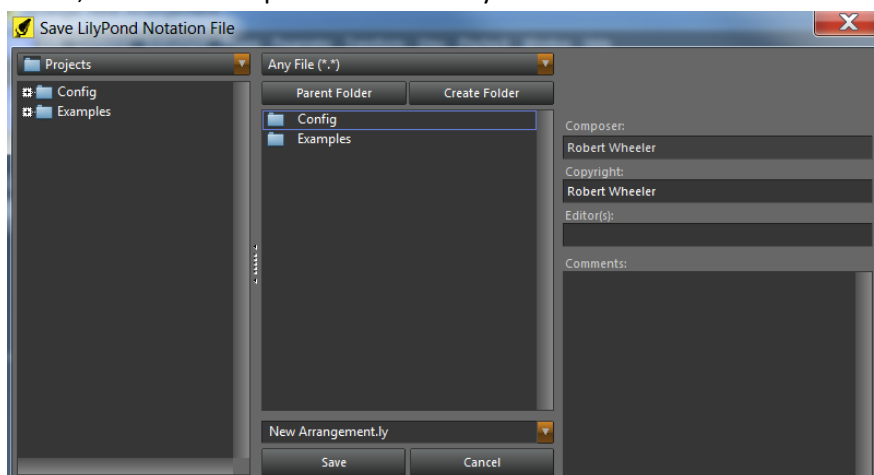 Save LilyPond Notation File
Projects
Config
Examples
Any File (*.*)
Parent Folder
Create Folder
Config
Examples
New Arrangement.ly
Save
Cancel
Composer:
Robert Wheeler
Copyright:
Robert Wheeler
Editor(s):
Comments: